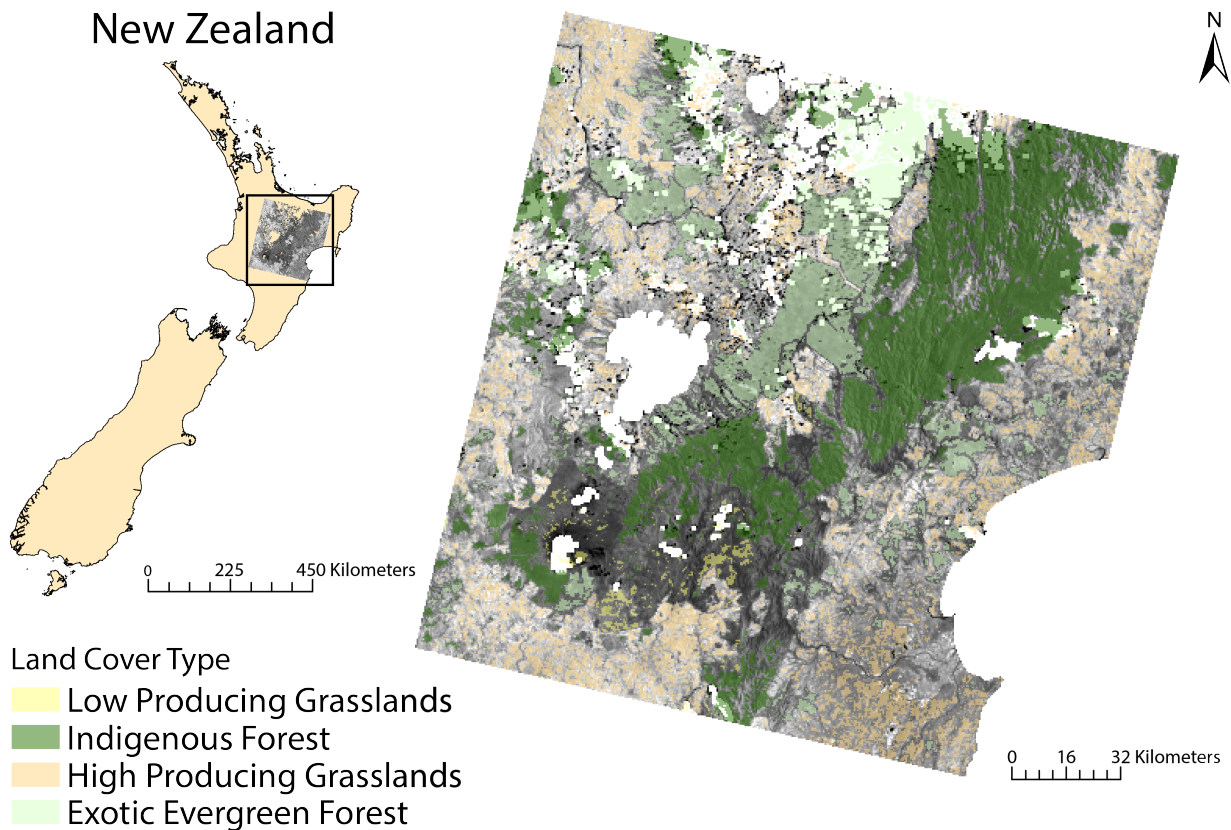 New Zealand
N
0 225 450 Kilometers
Land Cover Type
Low Producing Grasslands
Indigenous Forest
High Producing Grasslands
Exotic Evergreen Forest
0 16 32 Kilometers